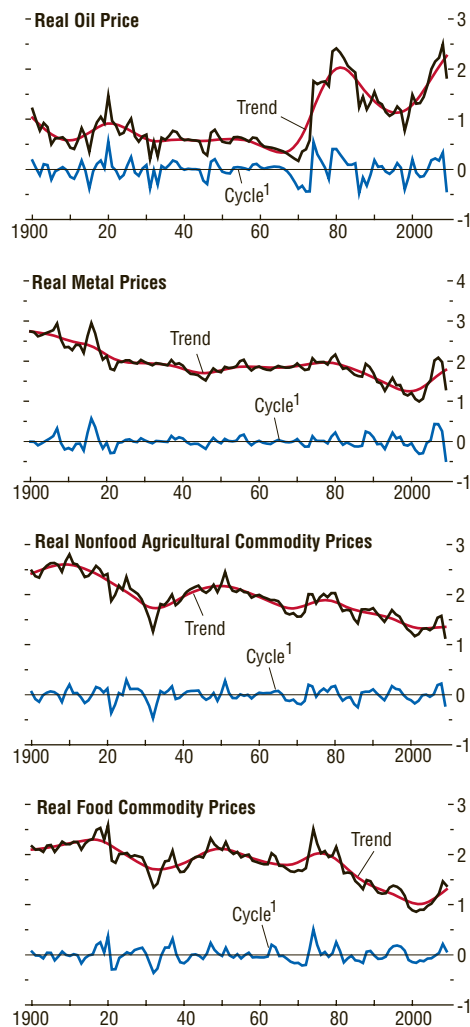 Real Oil Price
3
2
1
0
-1
Trend
Cycle1
1900 20 40 60 80 2000
Real Metal Prices
4
3
2
1
0
-1
Trend
Cycle1
1900 20 40 60 80 2000
Real Nonfood Agricultural Commodity Prices
3
2
1
0
-1
Trend
Cycle1
1900 20 40 60 80 2000
Real Food Commodity Prices
3
2
1
0
-1
Trend
Cycle1
1900 20 40 60 80 2000